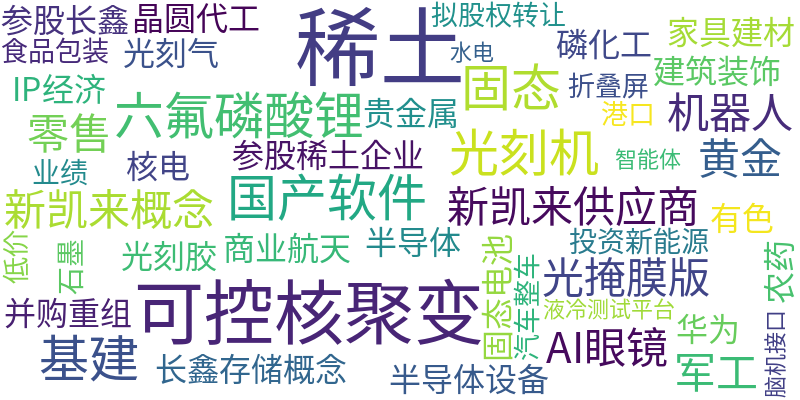 参股长鑫
晶圆代工
稀土
拟股权转让
家具建材
食品包装
光刻气
水电
磷化工
IP经济
六氟磷酸锂
贵金属
固态
折叠屏
建筑装饰
零售
港口
机器人
业绩
核电
参股稀土企业
光刻机
智能体
黄金
新凯来概念
国产软件
新凯来供应商
有色
低价
石墨
光刻胶
商业航天
半导体
固态电池
汽车整车
投资新能源
光掩膜版
农药
并购重组
可控核聚变
液冷测试平台
基建
长鑫存储概念
半导体设备
AI眼镜
华为
军工
脑机接口